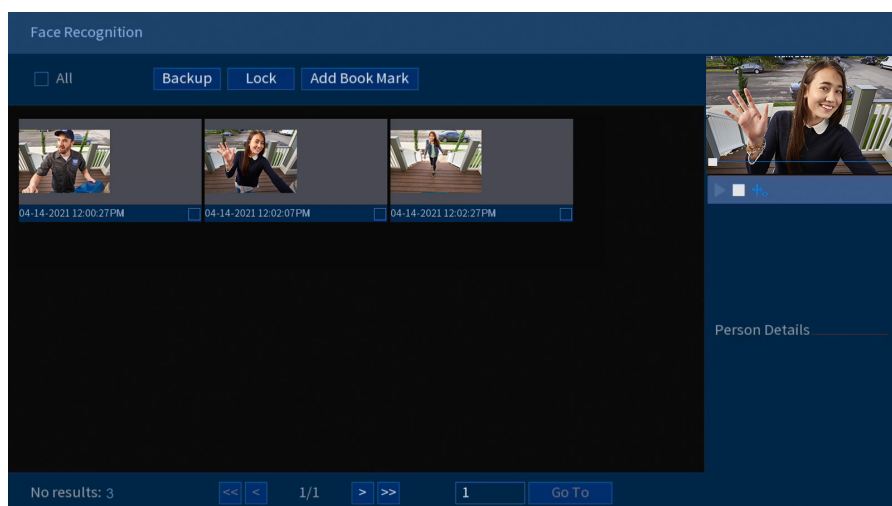 Face Recognition
All
Backup
Lock
Add Book Mark
04-14-2021 12:00:27PM
04-14-2021 12:02:07PM
04-14-2021 12:02:27PM
Person Details
No results: 3
<< <
1/1
> >>
1
Go To